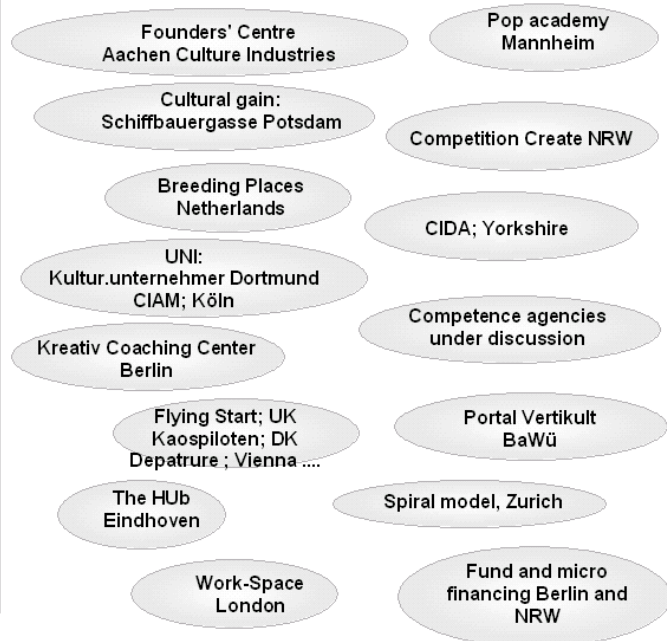 Founders' Centre
Aachen Culture Industries
Pop academy
Mannheim
Cultural gain:
Schiffbauergasse Potsdam
Competition Create NRW
Breeding Places
Netherlands
CIDA; Yorkshire
UNI:
Kultur.unternehmer Dortmund
CIAM; Köln
Competence agencies
under discussion
Kreativ Coaching Center
Berlin
Flying Start; UK
Kaospiloten; DK
Depatrure ; Vienna ....
Portal Vertikult
BaWü
The HUb
Eindhoven
Spiral model, Zurich
Work-Space
London
Fund and micro
financing Berlin and
NRW